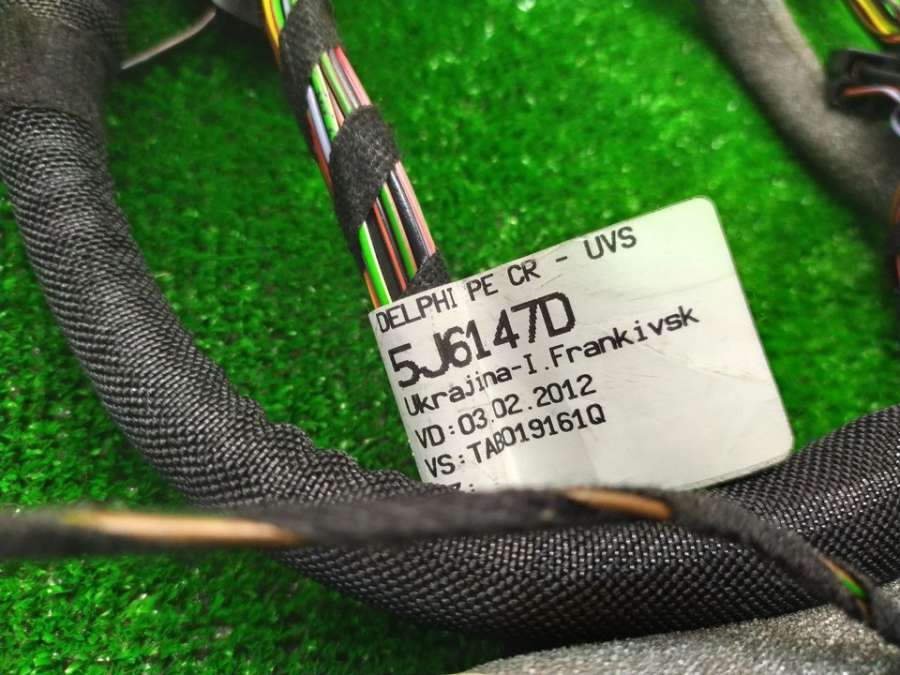 DELPHI PE CR - UVS
5J6147D
Ukrajina-I.Frankivsk
VD:03.02.2012
VS:TAB019161Q